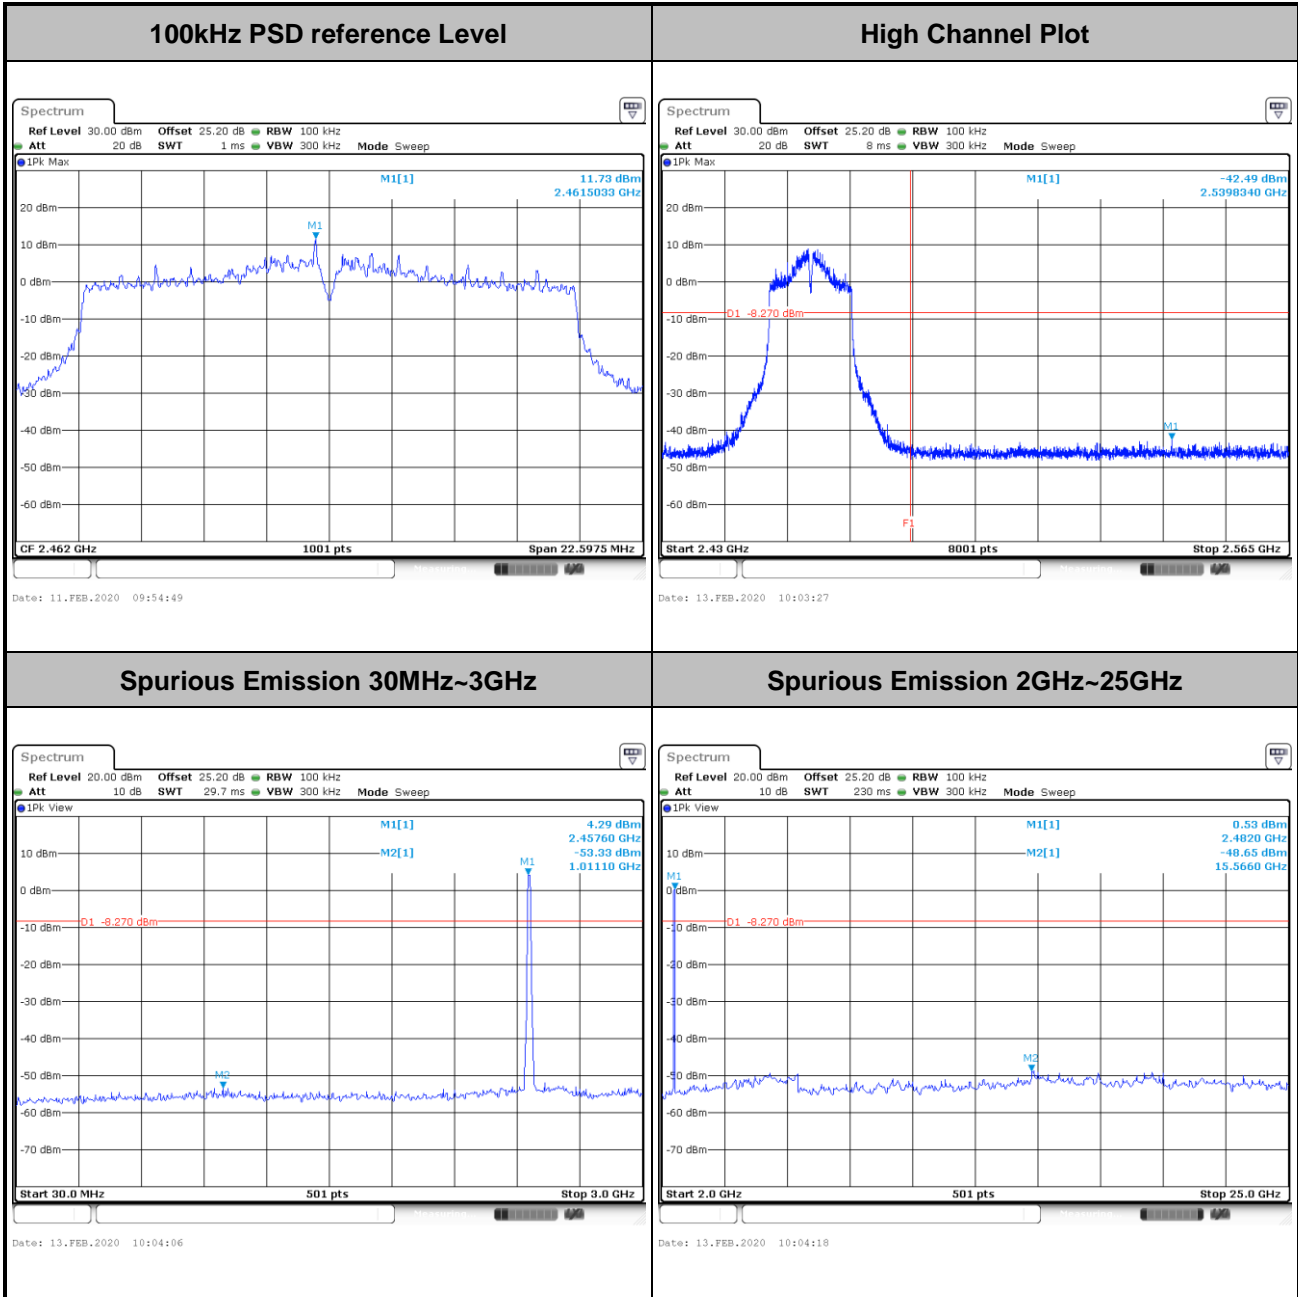 100kHz PSD reference Level
High Channel Plot
Spectrum
Ref Level 30.00 dBm Offset 25.20 dB RBW 100 kHz
Att 20 dB SWT 1 ms VBW 300 kHz Mode Sweep
1Pk Max
M1[1] 11.73 dBm
2.4615033 GHz
20 dBm
M1
10 dBm
0 dBm
-10 dBm
-20 dBm
-30 dBm
-40 dBm
-50 dBm
-60 dBm
CF 2.462 GHz 1001 pts Span 22.5975 MHz
Measuring
Date: 11.FEB.2020 09:54:49
Spectrum
Ref Level 30.00 dBm Offset 25.20 dB RBW 100 kHz
Att 20 dB SWT 8 ms VBW 300 kHz Mode Sweep
1Pk Max
M1[1] -42.49 dBm
2.5398340 GHz
20 dBm
10 dBm
0 dBm
-10 dBm
D1 -8.270 dBm
-20 dBm
-30 dBm
-40 dBm
M1
-50 dBm
-60 dBm
F1
Start 2.43 GHz 8001 pts Stop 2.565 GHz
Measuring
Date: 13.FEB.2020 10:03:27
Spurious Emission 30MHz~3GHz
Spurious Emission 2GHz~25GHz
Spectrum
Ref Level 20.00 dBm Offset 25.20 dB RBW 100 kHz
Att 10 dB SWT 29.7 ms VBW 300 kHz Mode Sweep
1Pk View
M1[1] 4.29 dBm
2.45760 GHz
M2[1] -53.33 dBm
1.01110 GHz
10 dBm
M1
0 dBm
D1 -8.270 dBm
-10 dBm
-20 dBm
-30 dBm
-40 dBm
-50 dBm
M2
-60 dBm
-70 dBm
Start 30.0 MHz 501 pts Stop 3.0 GHz
Measuring
Date: 13.FEB.2020 10:04:06
Spectrum
Ref Level 20.00 dBm Offset 25.20 dB RBW 100 kHz
Att 10 dB SWT 230 ms VBW 300 kHz Mode Sweep
1Pk View
M1[1] 0.53 dBm
2.4820 GHz
M2[1] -48.65 dBm
15.5660 GHz
10 dBm
M1
0 dBm
D1 -8.270 dBm
-10 dBm
-20 dBm
-30 dBm
-40 dBm
M2
-50 dBm
-60 dBm
-70 dBm
Start 2.0 GHz 501 pts Stop 25.0 GHz
Measuring
Date: 13.FEB.2020 10:04:18